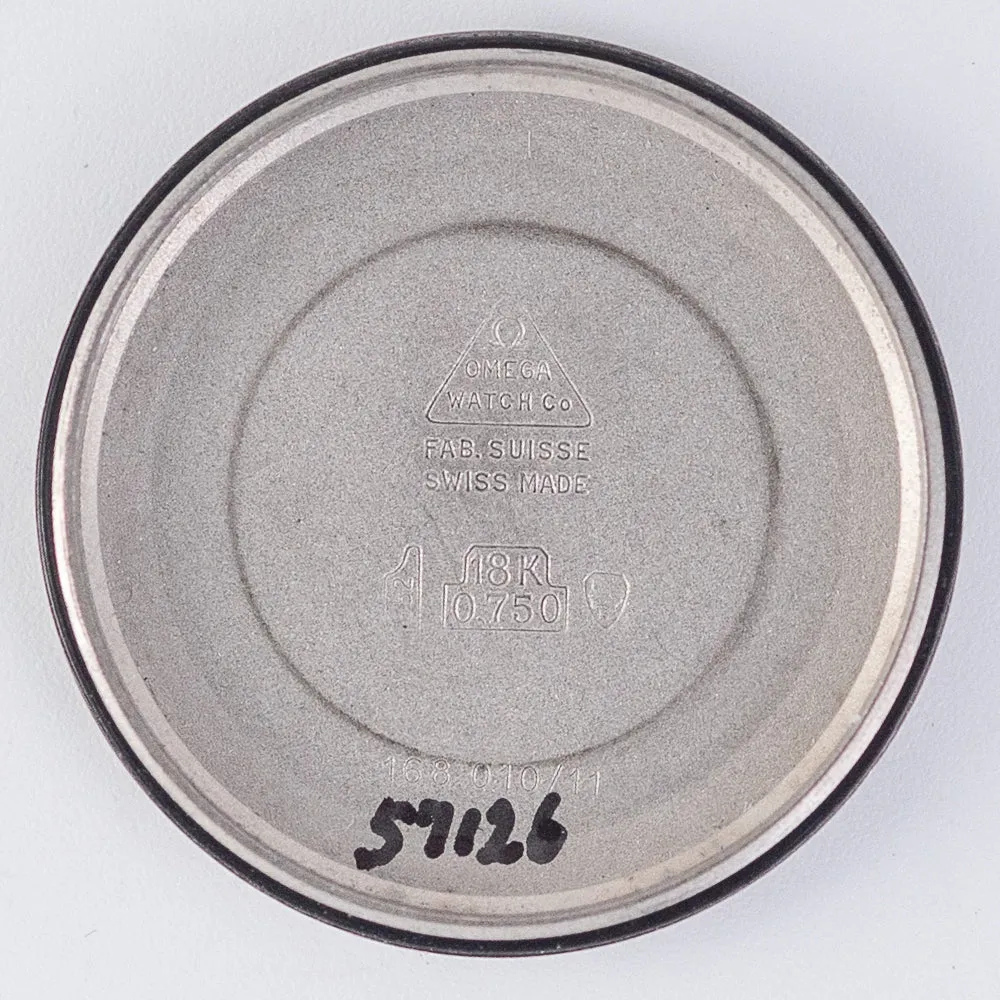 Ω
OMEGA
WATCH Co
FAB. SUISSE
SWISS MADE
18K
0.750
168.010/11
57126